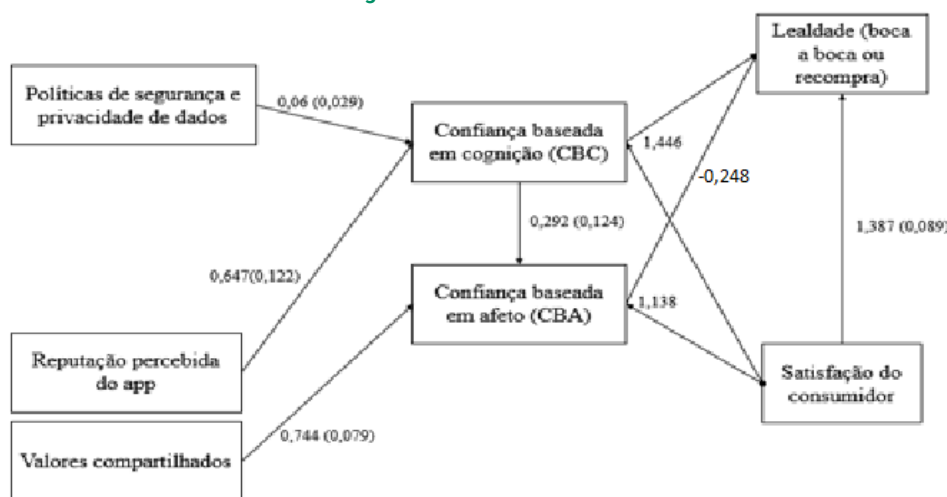 Lealdade (boca
a boca ou
recompra)
Políticas de segurança e
privacidade de dados
0,06 (0,029)
Confiança baseada
em cognição (CBC)
1,446
-0,248
0,292 (0,124)
1,387 (0,089)
0,647(0,122)
Confiança baseada
em afeto (CBA)
1,138
Reputação percebida
do app
Satisfação do
consumidor
0,744 (0,079)
Valores compartilhados